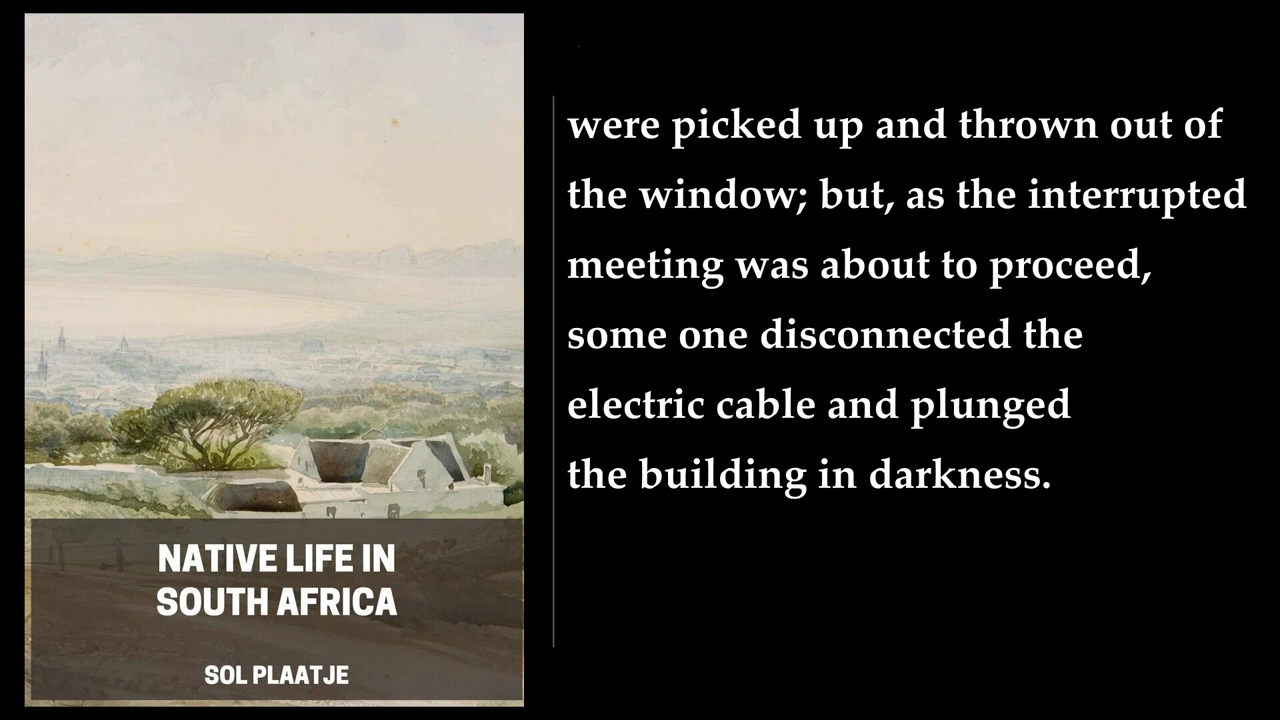 were picked up and thrown out of
the window; but, as the interrupted
meeting was about to proceed,
some one disconnected the
electric cable and plunged
the building in darkness.
NATIVE LIFE IN
SOUTH AFRICA
SOL PLAATJE